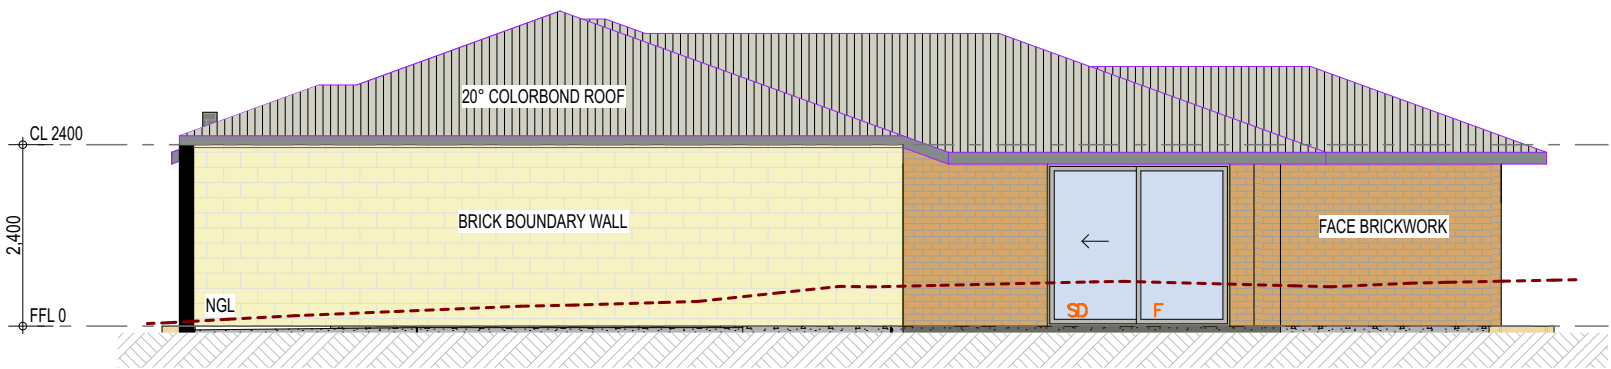 20° COLORBOND ROOF
CL 2400
2,400
BRICK BOUNDARY WALL
FACE BRICKWORK
NGL
FFL 0
SD
F